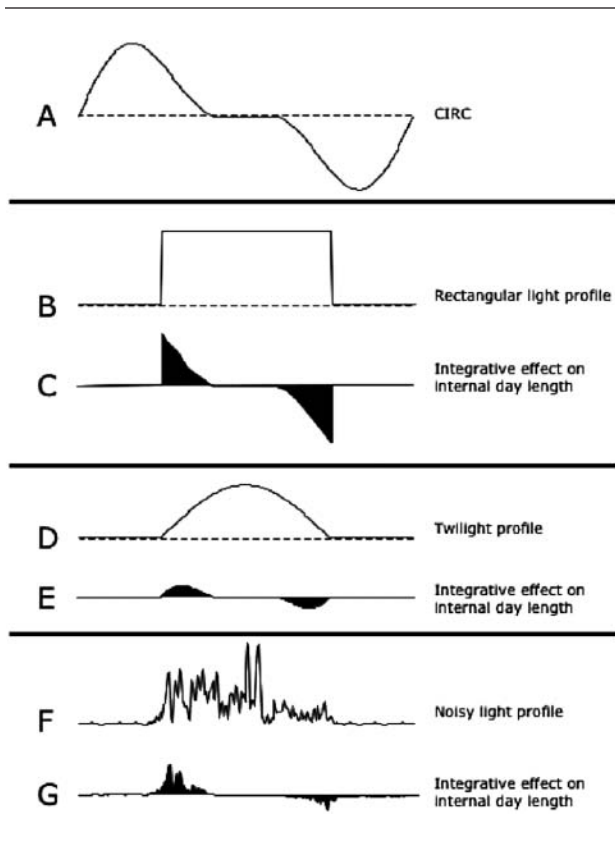 A
CIRC
B
Rectangular light profile
C
Integrative effect on
internal day length
D
Twilight profile
E
Integrative effect on
internal day length
F
Noisy light profile
G
Integrative effect on
internal day length